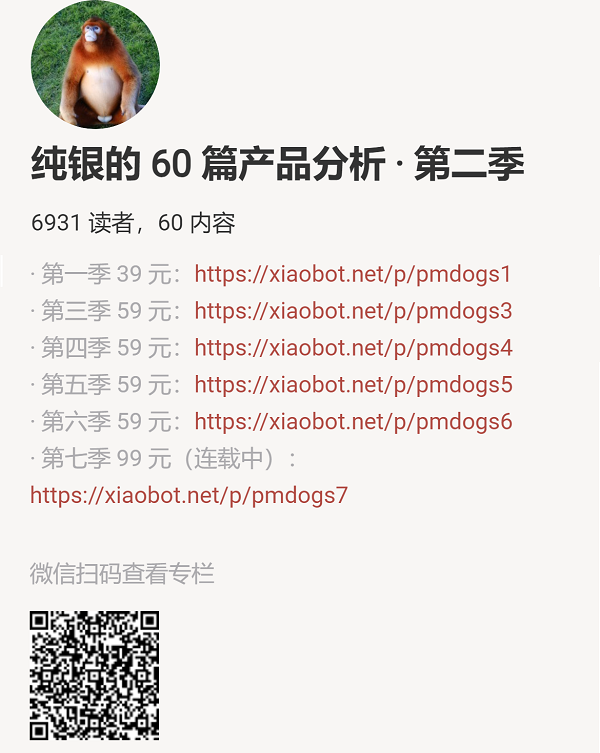 纯银的 60 篇产品分析 · 第二季
6931 读者，60 内容
· 第一季 39 元：https://xiaobot.net/p/pmdogs1
· 第三季 59 元：https://xiaobot.net/p/pmdogs3
· 第四季 59 元：https://xiaobot.net/p/pmdogs4
· 第五季 59 元：https://xiaobot.net/p/pmdogs5
· 第六季 59 元：https://xiaobot.net/p/pmdogs6
· 第七季 99 元（连载中）：
https://xiaobot.net/p/pmdogs7
微信扫码查看专栏